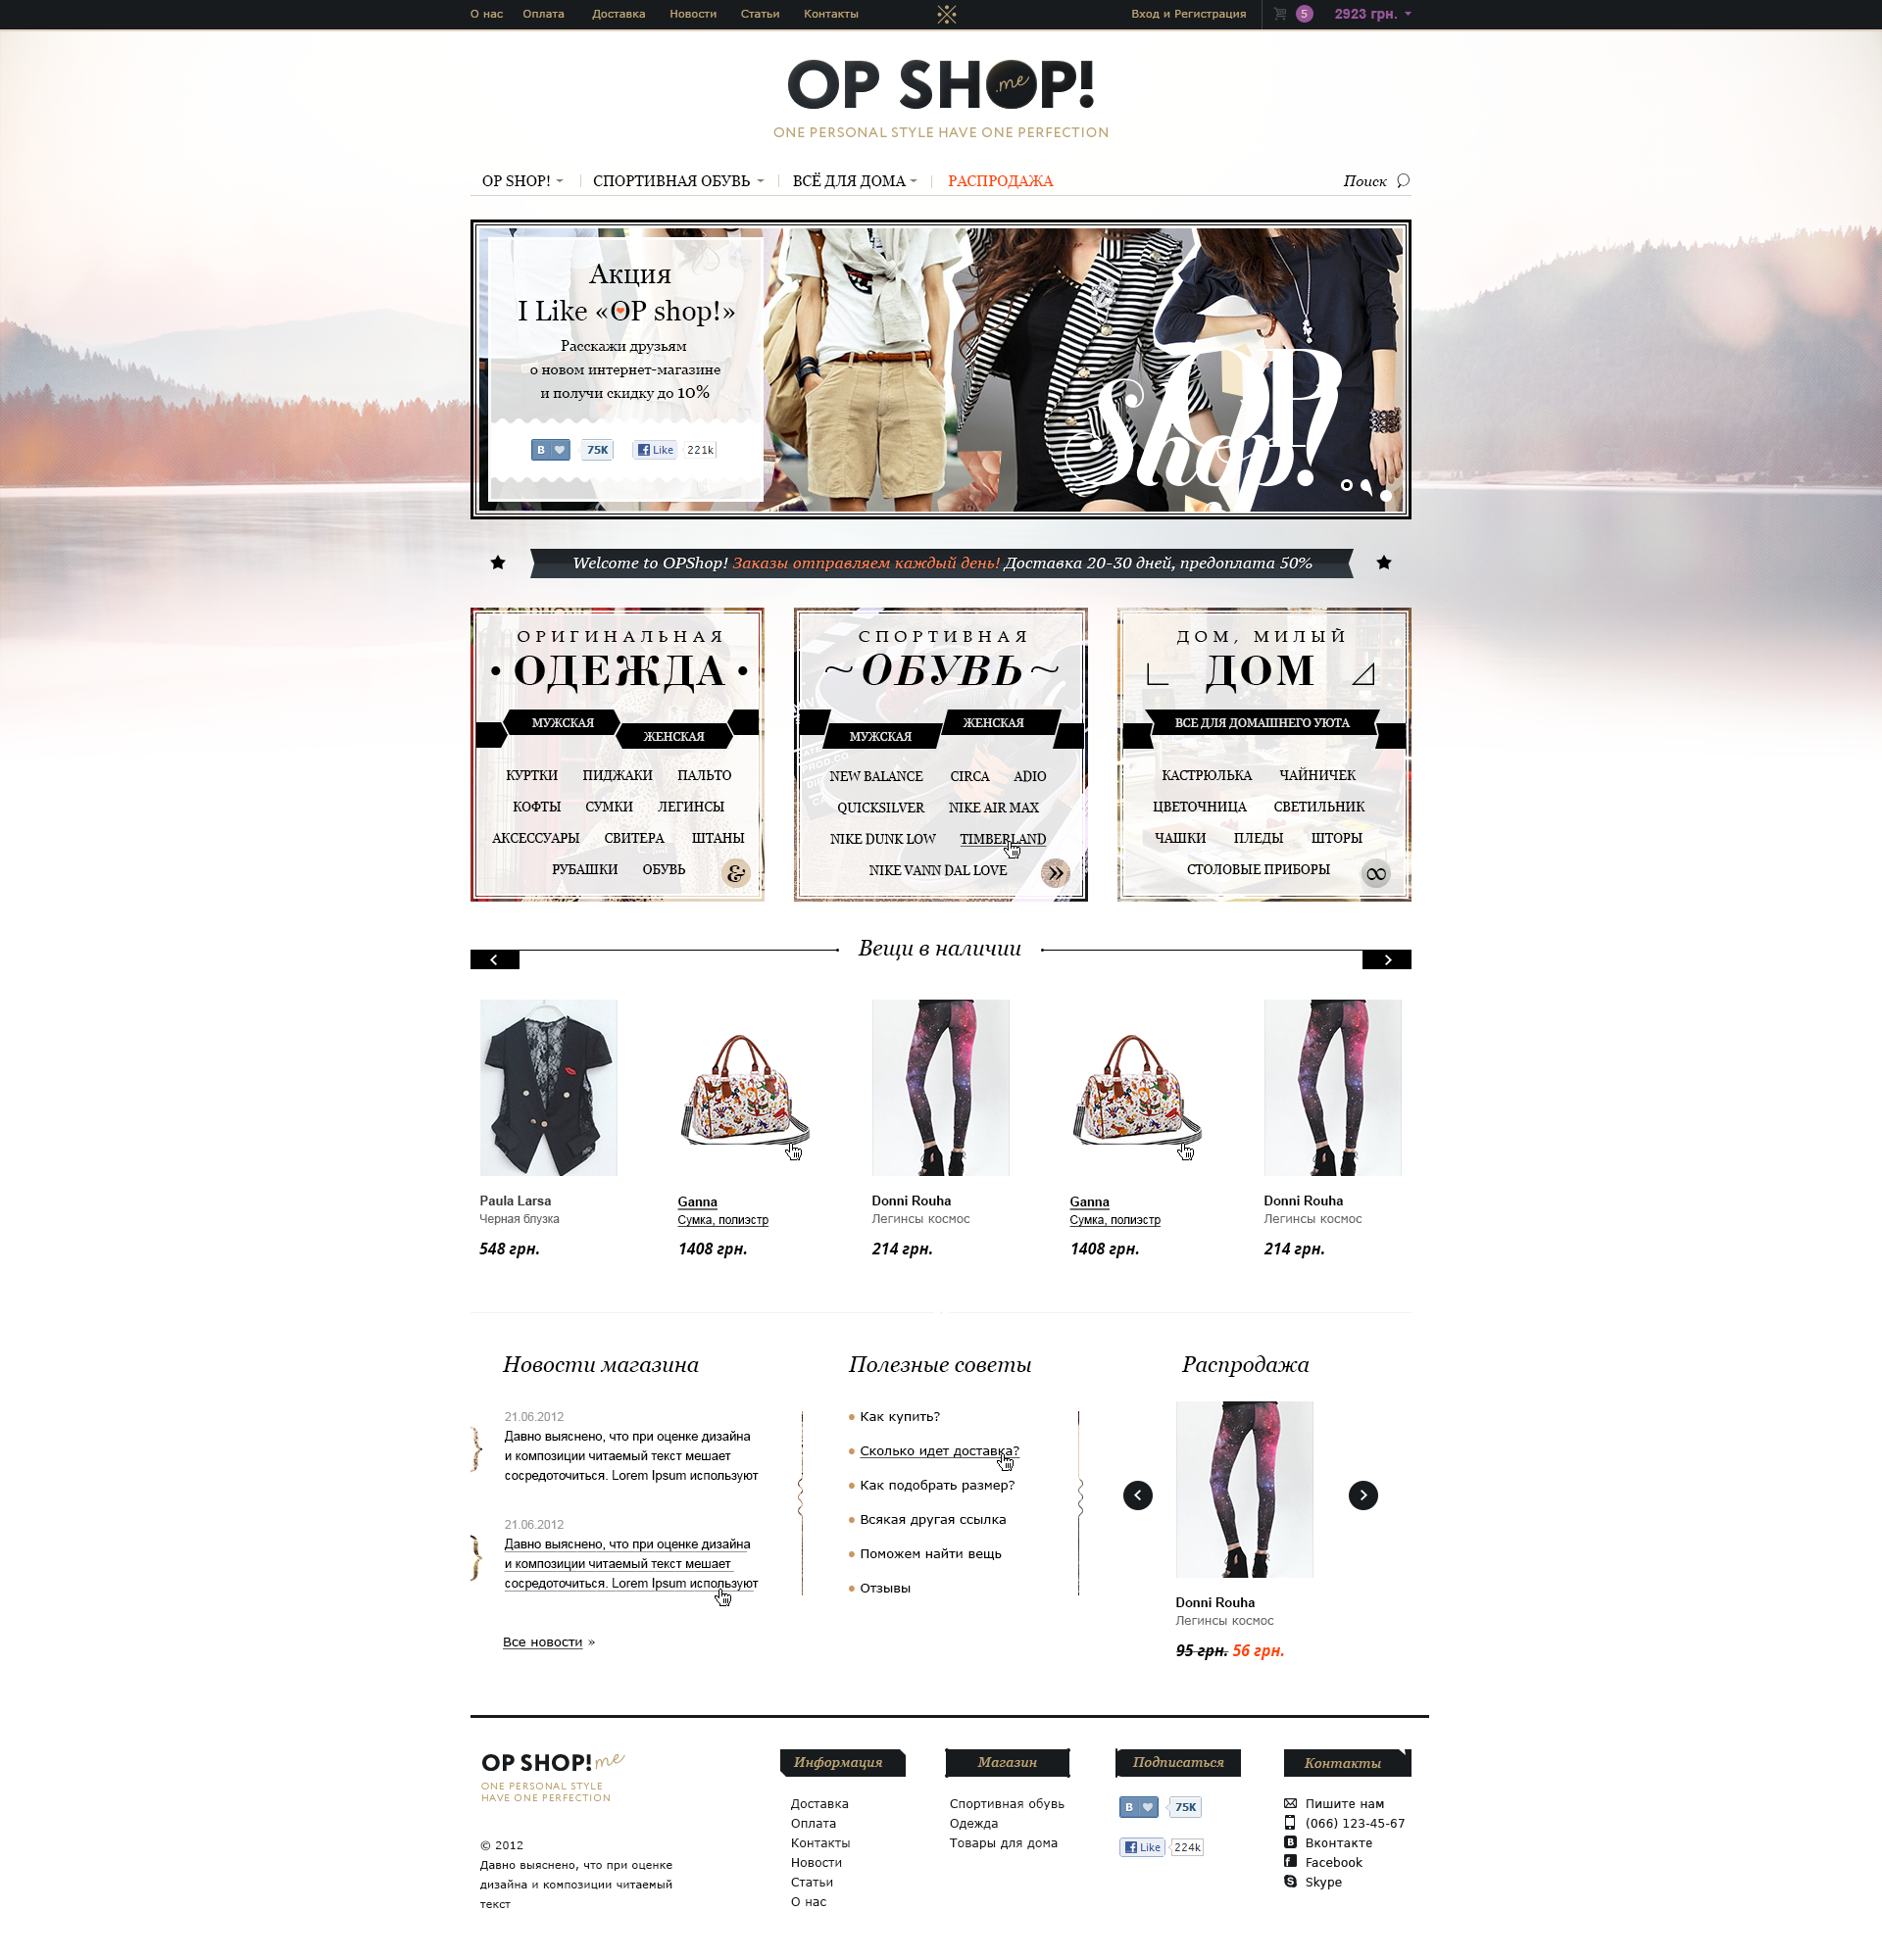 О нас Оплата Доставка Новости Статьи Контакты Вход и Регистрация 5 2923 грн.
OP SHOP!
.me
ONE PERSONAL STYLE HAVE ONE PERFECTION
OP SHOP! СПОРТИВНАЯ ОБУВЬ ВСЁ ДЛЯ ДОМА РАСПРОДАЖА Поиск
Акция
I Like «OP shop!»
Расскажи друзьям
о новом интернет-магазине
и получи скидку до 10%
B 75K Like 221k
OP
Shop!
Welcome to OPShop! Заказы отправляем каждый день! Доставка 20-30 дней, предоплата 50%
ОРИГИНАЛЬНАЯ
• ОДЕЖДА •
МУЖСКАЯ
ЖЕНСКАЯ
КУРТКИ ПИДЖАКИ ПАЛЬТО
КОФТЫ СУМКИ ЛЕГИНСЫ
АКСЕССУАРЫ СВИТЕРА ШТАНЫ
РУБАШКИ ОБУВЬ
&
СПОРТИВНАЯ
~ОБУВЬ~
ЖЕНСКАЯ
МУЖСКАЯ
NEW BALANCE CIRCA ADIO
QUICKSILVER NIKE AIR MAX
NIKE DUNK LOW TIMBERLAND
NIKE VANN DAL LOVE
»
ДОМ, МИЛЫЙ
ДОМ
ВСЕ ДЛЯ ДОМАШНЕГО УЮТА
КАСТРЮЛЬКА ЧАЙНИЧЕК
ЦВЕТОЧНИЦА СВЕТИЛЬНИК
ЧАШКИ ПЛЕДЫ ШТОРЫ
СТОЛОВЫЕ ПРИБОРЫ
∞
Вещи в наличии
Paula Larsa
Черная блузка
548 грн.
Ganna
Сумка, полиэстр
1408 грн.
Donni Rouha
Легинсы космос
214 грн.
Ganna
Сумка, полиэстр
1408 грн.
Donni Rouha
Легинсы космос
214 грн.
Новости магазина
21.06.2012
Давно выяснено, что при оценке дизайна
и композиции читаемый текст мешает
сосредоточиться. Lorem Ipsum используют
21.06.2012
Давно выяснено, что при оценке дизайна
и композиции читаемый текст мешает
сосредоточиться. Lorem Ipsum используют
Все новости »
Полезные советы
Как купить?
Сколько идет доставка?
Как подобрать размер?
Всякая другая ссылка
Поможем найти вещь
Отзывы
Распродажа
Donni Rouha
Легинсы космос
95 грн. 56 грн.
OP SHOP! me
ONE PERSONAL STYLE
HAVE ONE PERFECTION
© 2012
Давно выяснено, что при оценке
дизайна и композиции читаемый
текст
Информация
Доставка
Оплата
Контакты
Новости
Статьи
О нас
Магазин
Спортивная обувь
Одежда
Товары для дома
Подписаться
B 75K
Like 224k
Контакты
Пишите нам
(066) 123-45-67
Вконтакте
Facebook
Skype